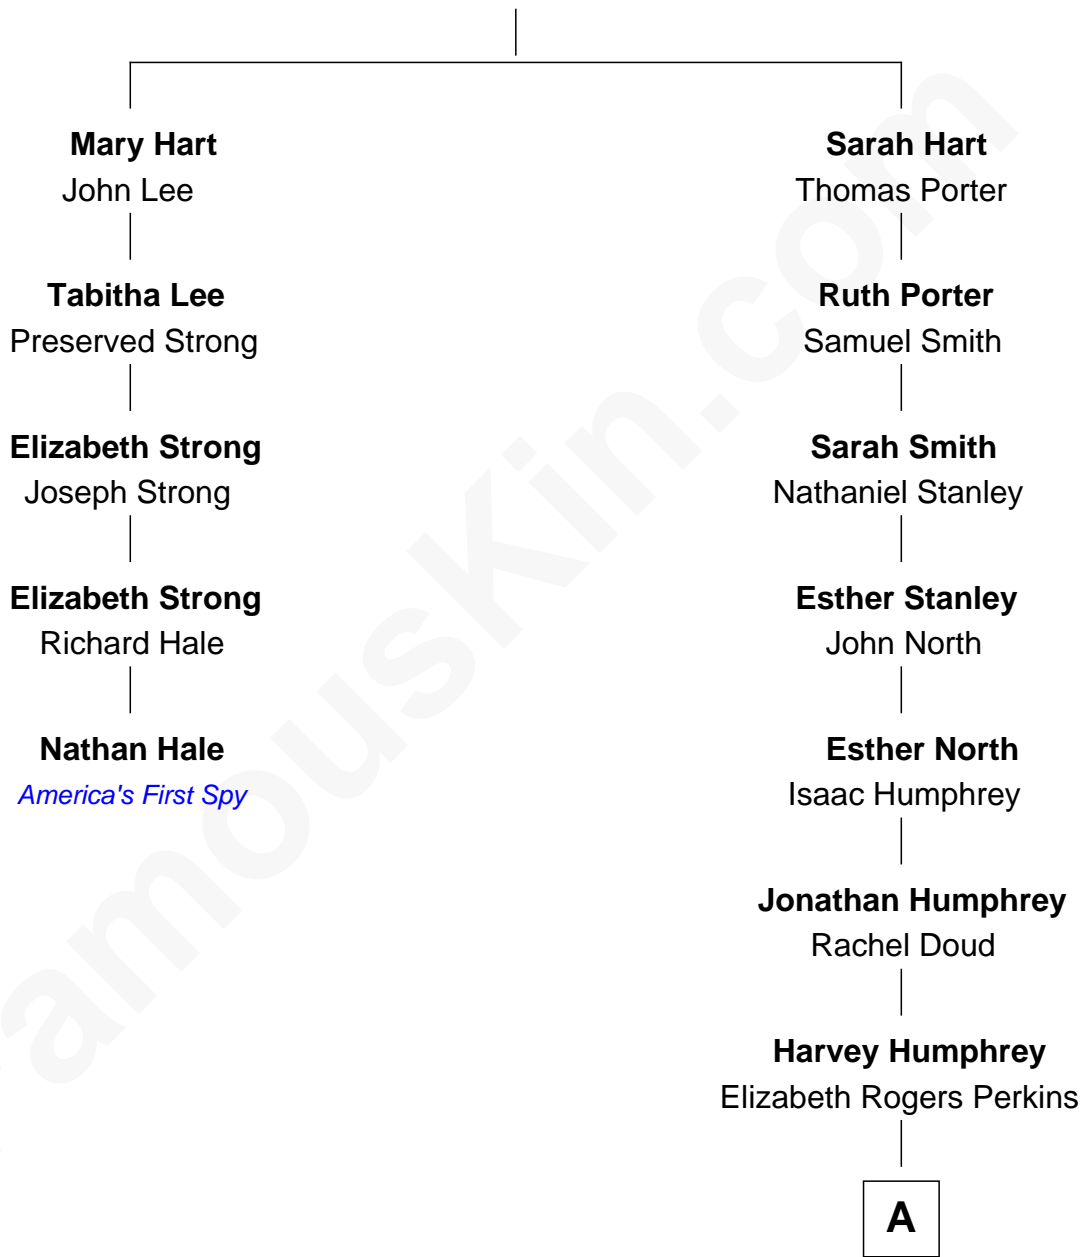 Mary Hart
John Lee
Tabitha Lee
Preserved Strong
Elizabeth Strong
Joseph Strong
Elizabeth Strong
Richard Hale
Nathan Hale
America's First Spy
Sarah Hart
Thomas Porter
Ruth Porter
Samuel Smith
Sarah Smith
Nathaniel Stanley
Esther Stanley
John North
Esther North
Isaac Humphrey
Jonathan Humphrey
Rachel Doud
Harvey Humphrey
Elizabeth Rogers Perkins
A
amousKin.com